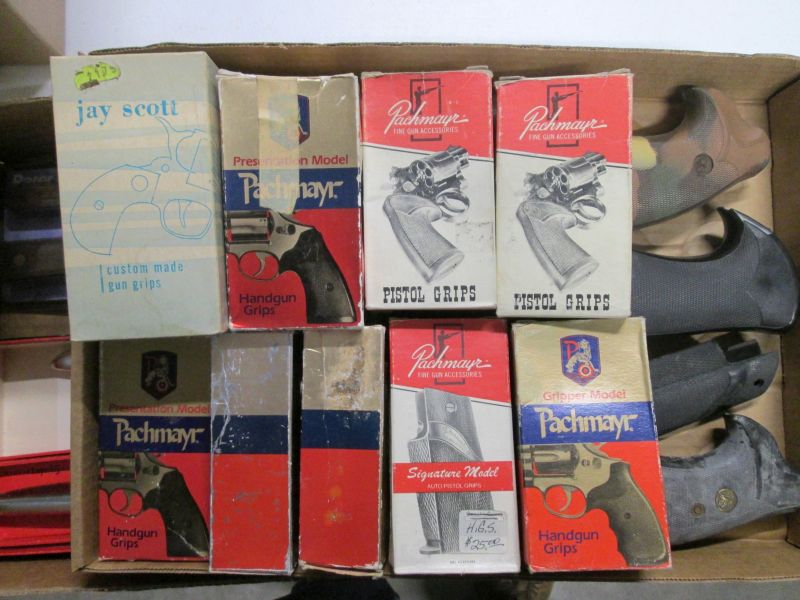 jay scott
custom made
gun grips
Presentation Model
Pachmayr
Handgun
Grips
Pachmayr
FINE GUN ACCESSORIES
PISTOL GRIPS
Pachmayr
FINE GUN ACCESSORIES
PISTOL GRIPS
Presentation Model
Pachmayr
Handgun
Grips
Pachmayr
FINE GUN ACCESSORIES
Signature Model
AUTO PISTOL GRIPS
H.G.S.
$25.00
Gripper Model
Pachmayr
Handgun
Grips